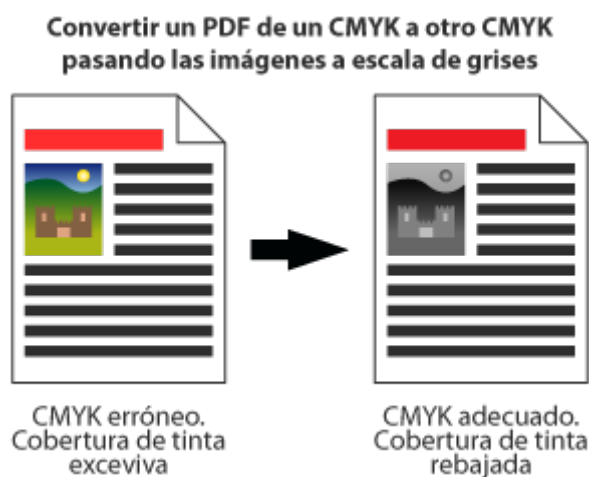 Convertir un PDF de un CMYK a otro CMYK
pasando las imágenes a escala de grises
CMYK erróneo.
Cobertura de tinta
exceviva
CMYK adecuado.
Cobertura de tinta
rebajada